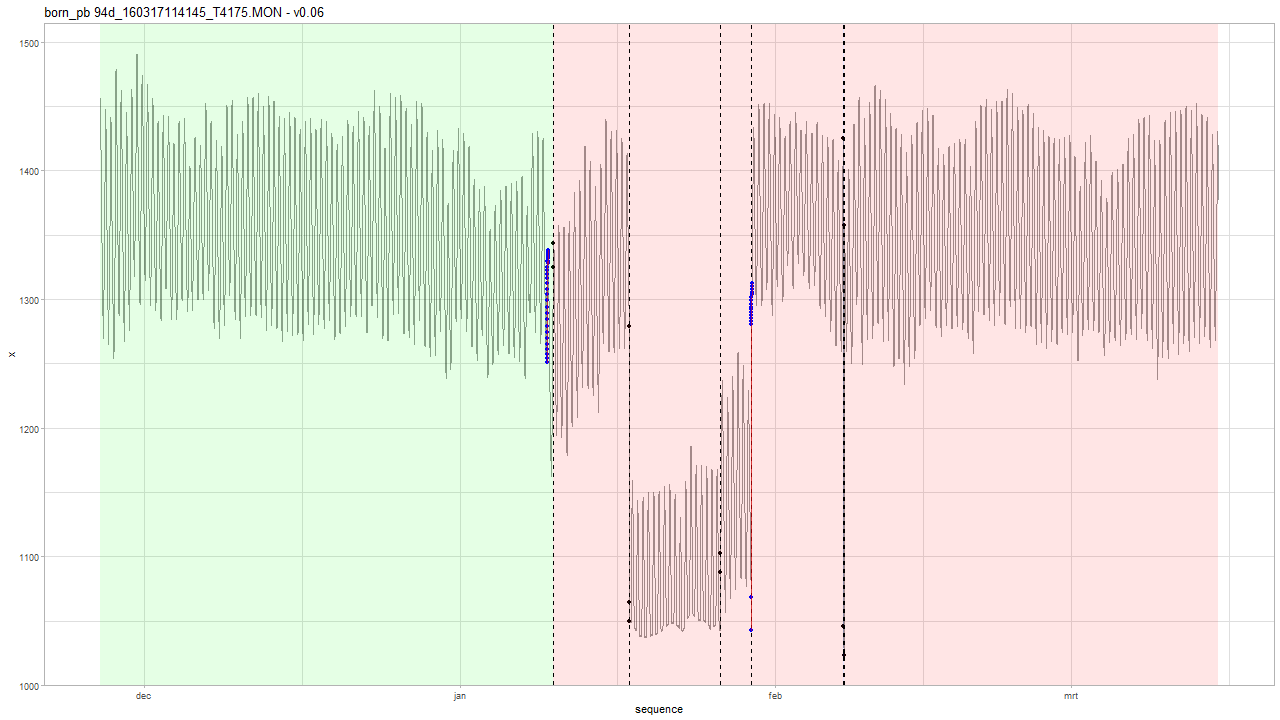 born_pb 94d_160317114145_T4175.MON - v0.06
1500
1400
1300
1200
1100
1000
x
dec
jan
feb
mrt
sequence